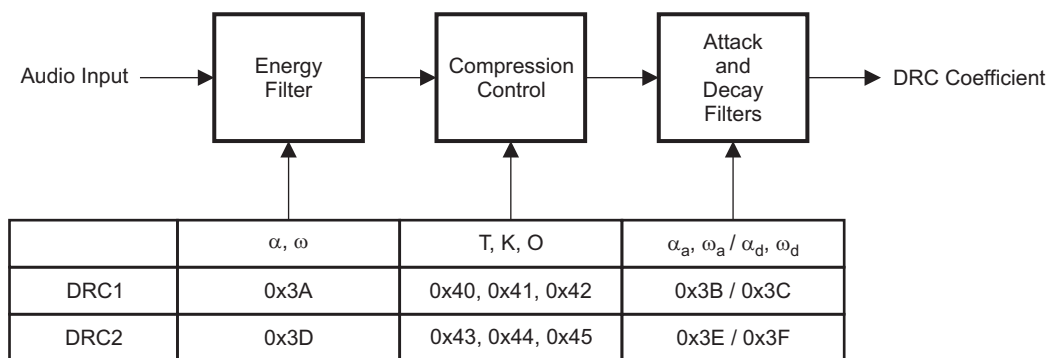 Audio Input
Energy
Filter
Compression
Control
Attack
and
Decay
Filters
DRC Coefficient
α, ω
T, K, O
αa, ωa / αd, ωd
DRC1
0x3A
0x40, 0x41, 0x42
0x3B / 0x3C
DRC2
0x3D
0x43, 0x44, 0x45
0x3E / 0x3F